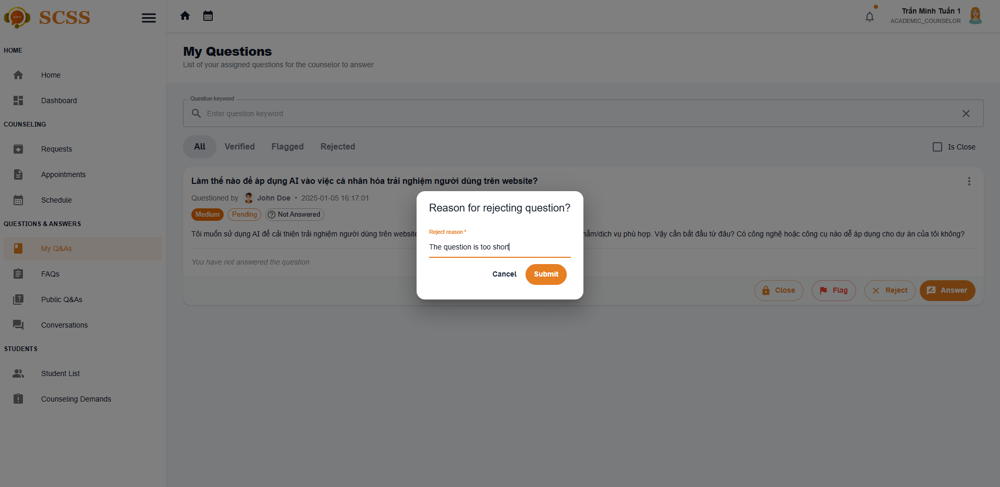 SCSS
Trần Minh Tuấn 1
ACADEMIC_COUNSELOR
HOME
Home
Dashboard
COUNSELING
Requests
Appointments
Schedule
QUESTIONS & ANSWERS
My Q&As
FAQs
Public Q&As
Conversations
STUDENTS
Student List
Counseling Demands
My Questions
List of your assigned questions for the counselor to answer
Question keyword
Enter question keyword
All Verified Flagged Rejected
Is Close
Làm thế nào để áp dụng AI vào việc cá nhân hóa trải nghiệm người dùng trên website?
Questioned by John Doe • 2025-01-05 16:17:01
Medium Pending Not Answered
Tôi muốn sử dụng AI để cải thiện trải nghiệm người dùng trên website phẩm/dịch vụ phù hợp. Vậy cần bắt đầu từ đâu? Có công nghệ hoặc công cụ nào dễ áp dụng cho dự án của tôi không?
You have not answered the question
Close Flag Reject Answer
Reason for rejecting question?
Reject reason *
The question is too short
Cancel Submit